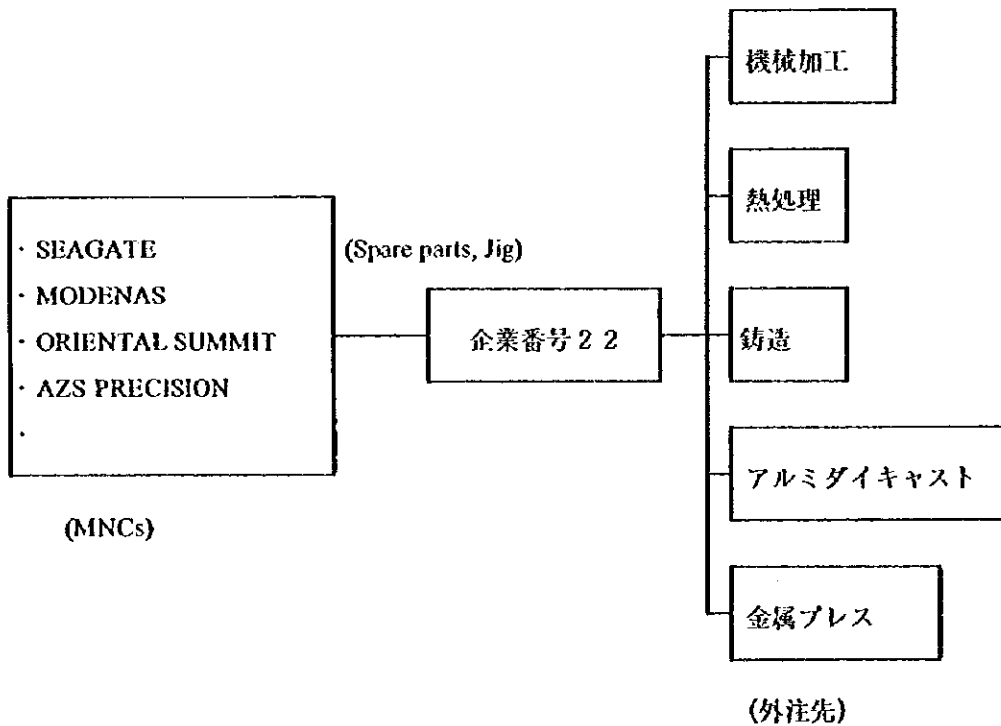 ・SEAGATE
・MODENAS
・ORIENTAL SUMMIT
・AZS PRECISION
・
(MNCs)
(Spare parts, Jig)
企業番号２２
機械加工
熱処理
鋳造
アルミダイキャスト
金属プレス
(外注先)